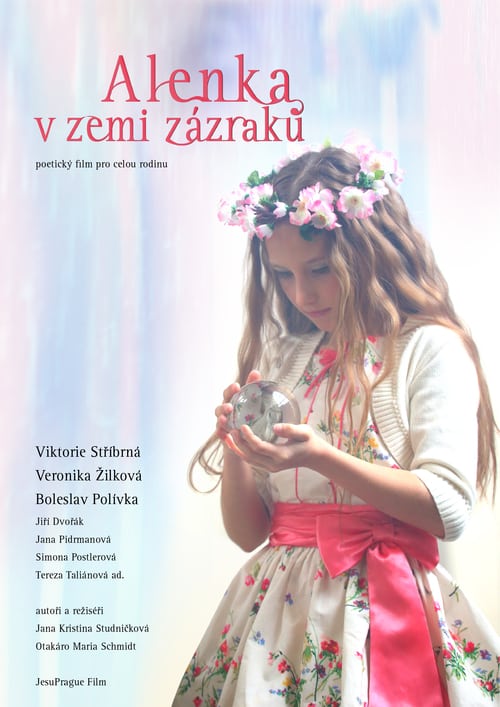 Alenka
v zemi zázraků
poetický film pro celou rodinu
Viktorie Stříbrná
Veronika Žilková
Boleslav Polívka
Jiří Dvořák
Jana Pidrmanová
Simona Postlerová
Tereza Taliánová ad.
autoři a režiséři
Jana Kristina Studničková
Otakáro Maria Schmidt
JesuPrague Film